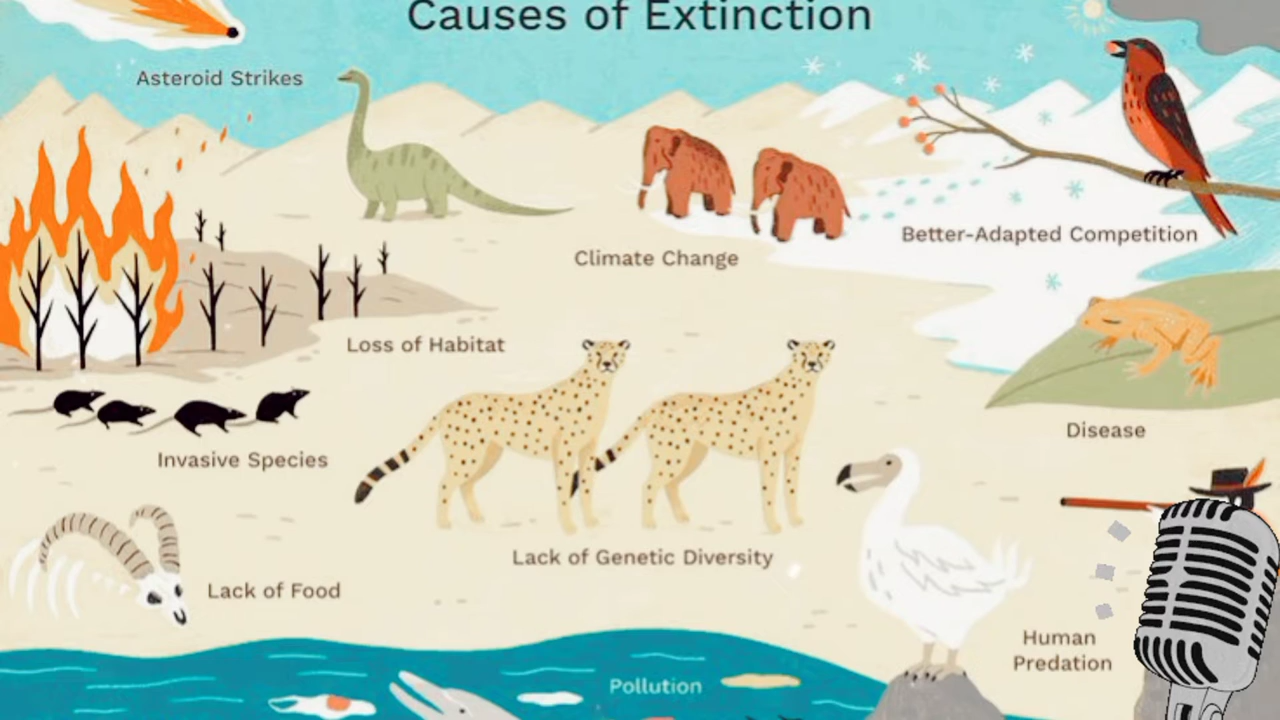 Causes of Extinction
Asteroid Strikes
Better-Adapted Competition
Climate Change
Loss of Habitat
Disease
Invasive Species
Lack of Genetic Diversity
Lack of Food
Human
Predation
Pollution